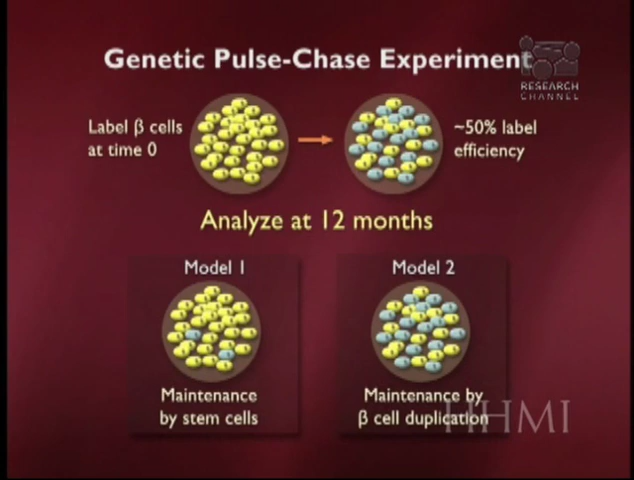 Genetic Pulse-Chase Experiment
RESEARCH
CHANNEL
Label β cells
at time 0
~50% label
efficiency
Analyze at 12 months
Model 1
Model 2
Maintenance
by stem cells
Maintenance by
β cell duplication
HHMI